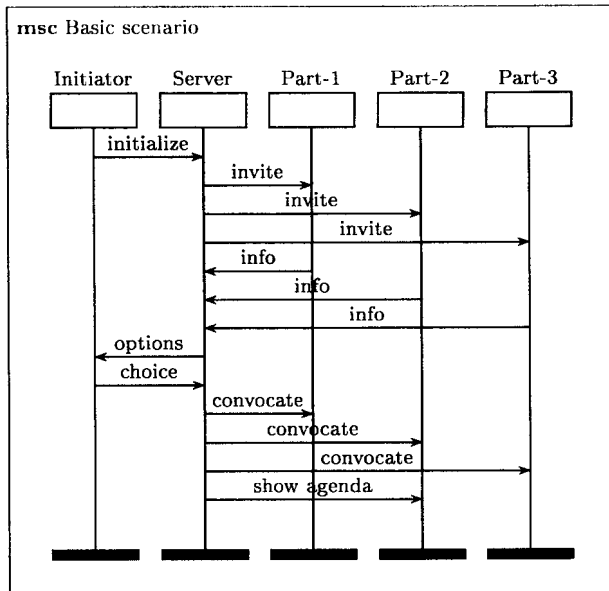 msc Basic scenario
Initiator Server Part-1 Part-2 Part-3
initialize
invite
invite
invite
info
info
info
options
choice
convocate
convocate
convocate
show agenda